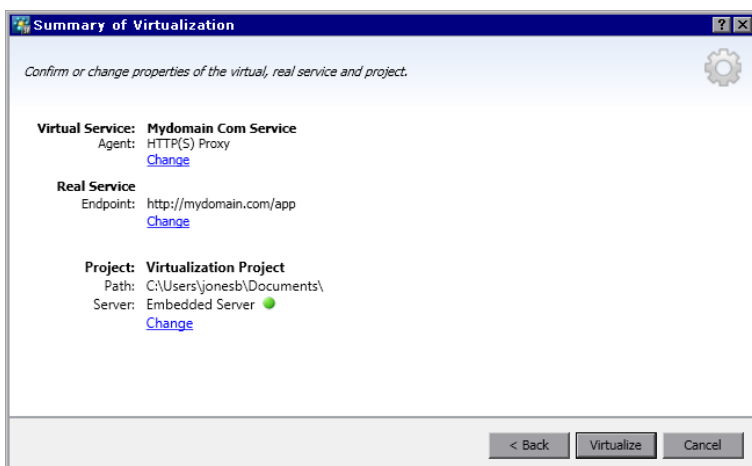 Summary of Virtualization
Confirm or change properties of the virtual, real service and project.
Virtual Service: Mydomain Com Service
Agent: HTTP(S) Proxy
Change
Real Service
Endpoint: http://mydomain.com/app
Change
Project: Virtualization Project
Path: C:\Users\jonesb\Documents\
Server: Embedded Server
Change
< Back Virtualize Cancel